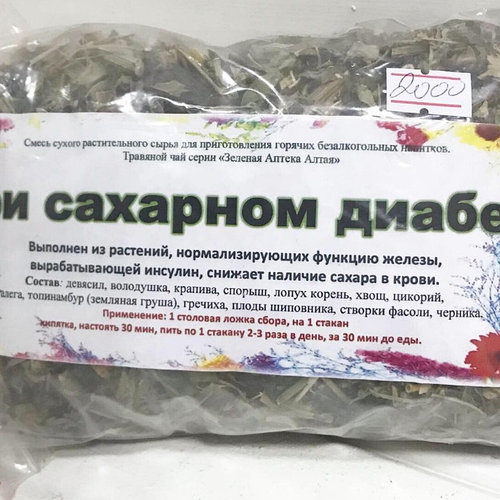 2000
Смесь сухого растительного сырья для приготовления горячих безалкогольных напитков.
Травяной чай серии «Зеленая Аптека Алтая»
ри сахарном диабе
Выполнен из растений, нормализирующих функцию железы,
вырабатывающей инсулин, снижает наличие сахара в крови.
Состав: девясил, володушка, крапива, спорыш, лопух корень, хвощ, цикорий,
галега, топинамбур (земляная груша), гречиха, плоды шиповника, створки фасоли, черника,
Применение: 1 столовая ложка сбора, на 1 стакан
кипятка, настоять 30 мин, пить по 1 стакану 2-3 раза в день, за 30 мин до еды.